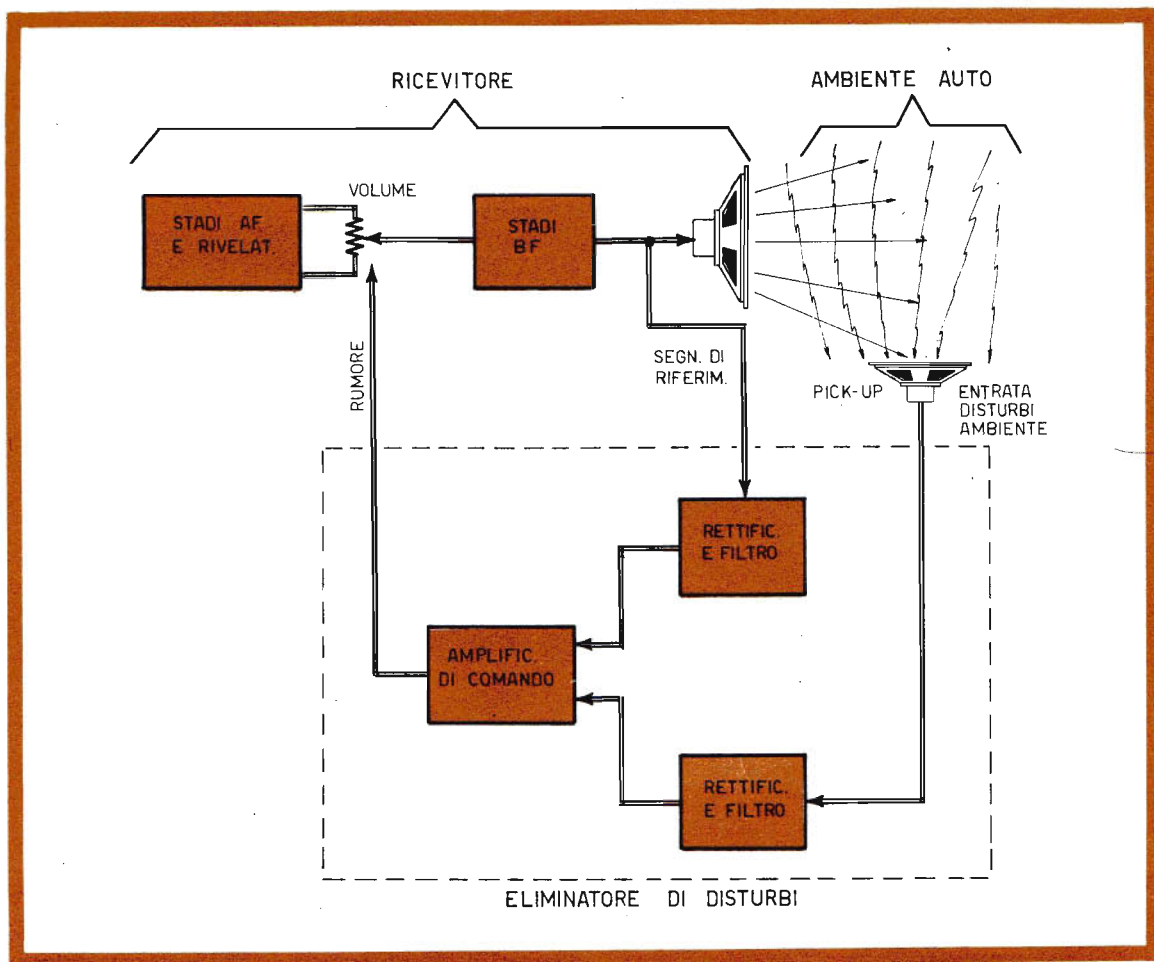 RICEVITORE
AMBIENTE AUTO
VOLUME
STADI AF
E RIVELAT.
STADI
BF
RUMORE
SEGN. DI
RIFERIM.
PICK-UP
ENTRATA
DISTURBI
AMBIENTE
RETTIFIC.
E FILTRO
AMPLIFIC.
DI COMANDO
RETTIFIC.
E FILTRO
ELIMINATORE DI DISTURBI